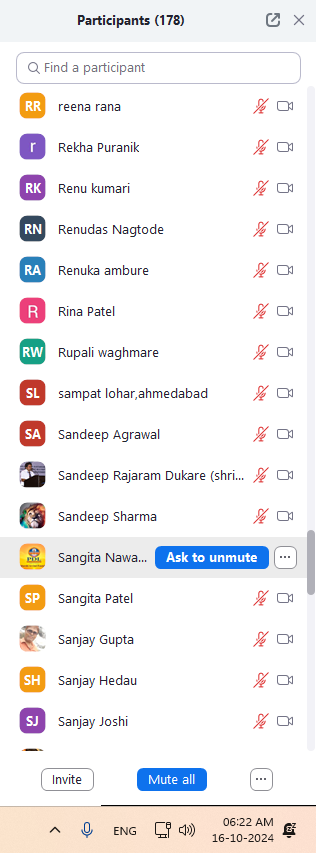 Participants (178)
Find a participant
RR reena rana
r Rekha Puranik
RK Renu kumari
RN Renudas Nagtode
RA Renuka ambure
R Rina Patel
RW Rupali waghmare
SL sampat lohar,ahmedabad
SA Sandeep Agrawal
Sandeep Rajaram Dukare (shri...
Sandeep Sharma
Sangita Nawa... Ask to unmute ...
SP Sangita Patel
Sanjay Gupta
SH Sanjay Hedau
SJ Sanjay Joshi
Invite Mute all ...
06:22 AM
ENG
16-10-2024